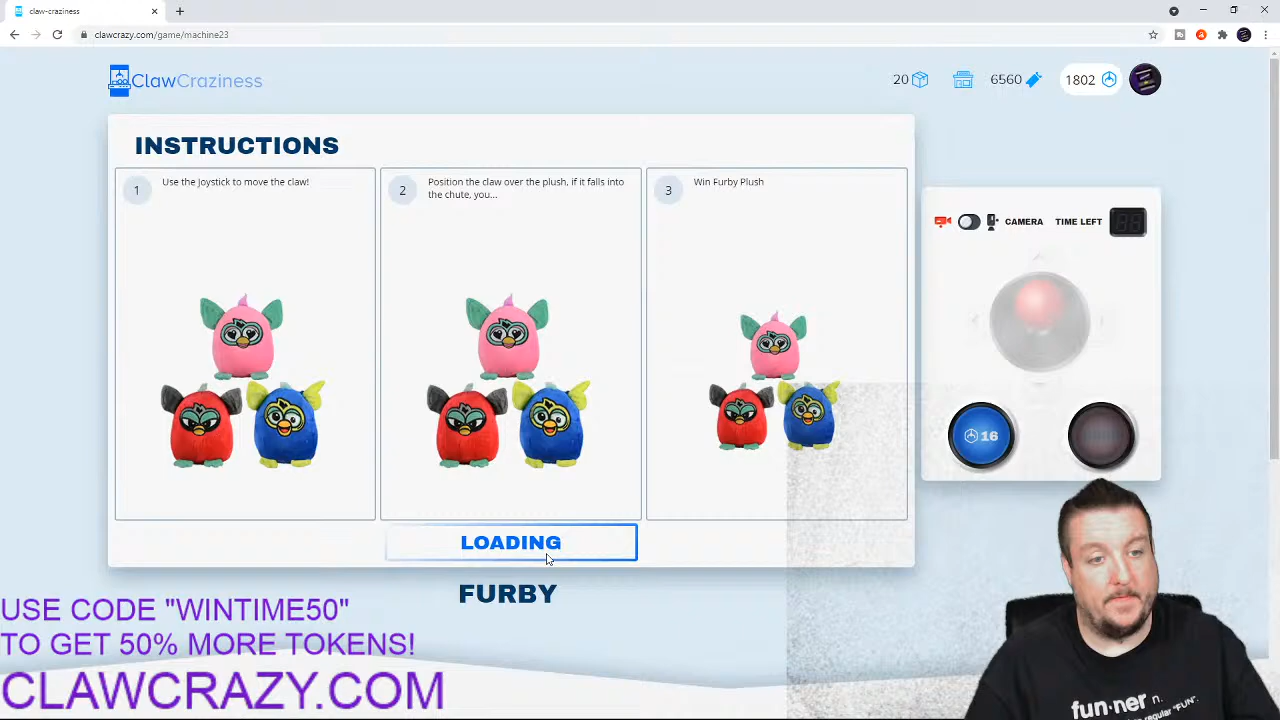 claw-craziness
clawcrazy.com/game/machine23
ClawCraziness
20
6560
1802
INSTRUCTIONS
1
Use the Joystick to move the claw!
2
Position the claw over the plush, if it falls into
the chute, you...
3
Win Furby Plush
CAMERA
TIME LEFT
16
LOADING
FURBY
USE CODE "WINTIME50"
TO GET 50% MORE TOKENS!
CLAWCRAZY.COM
fun·ner n.
regular "FUN".